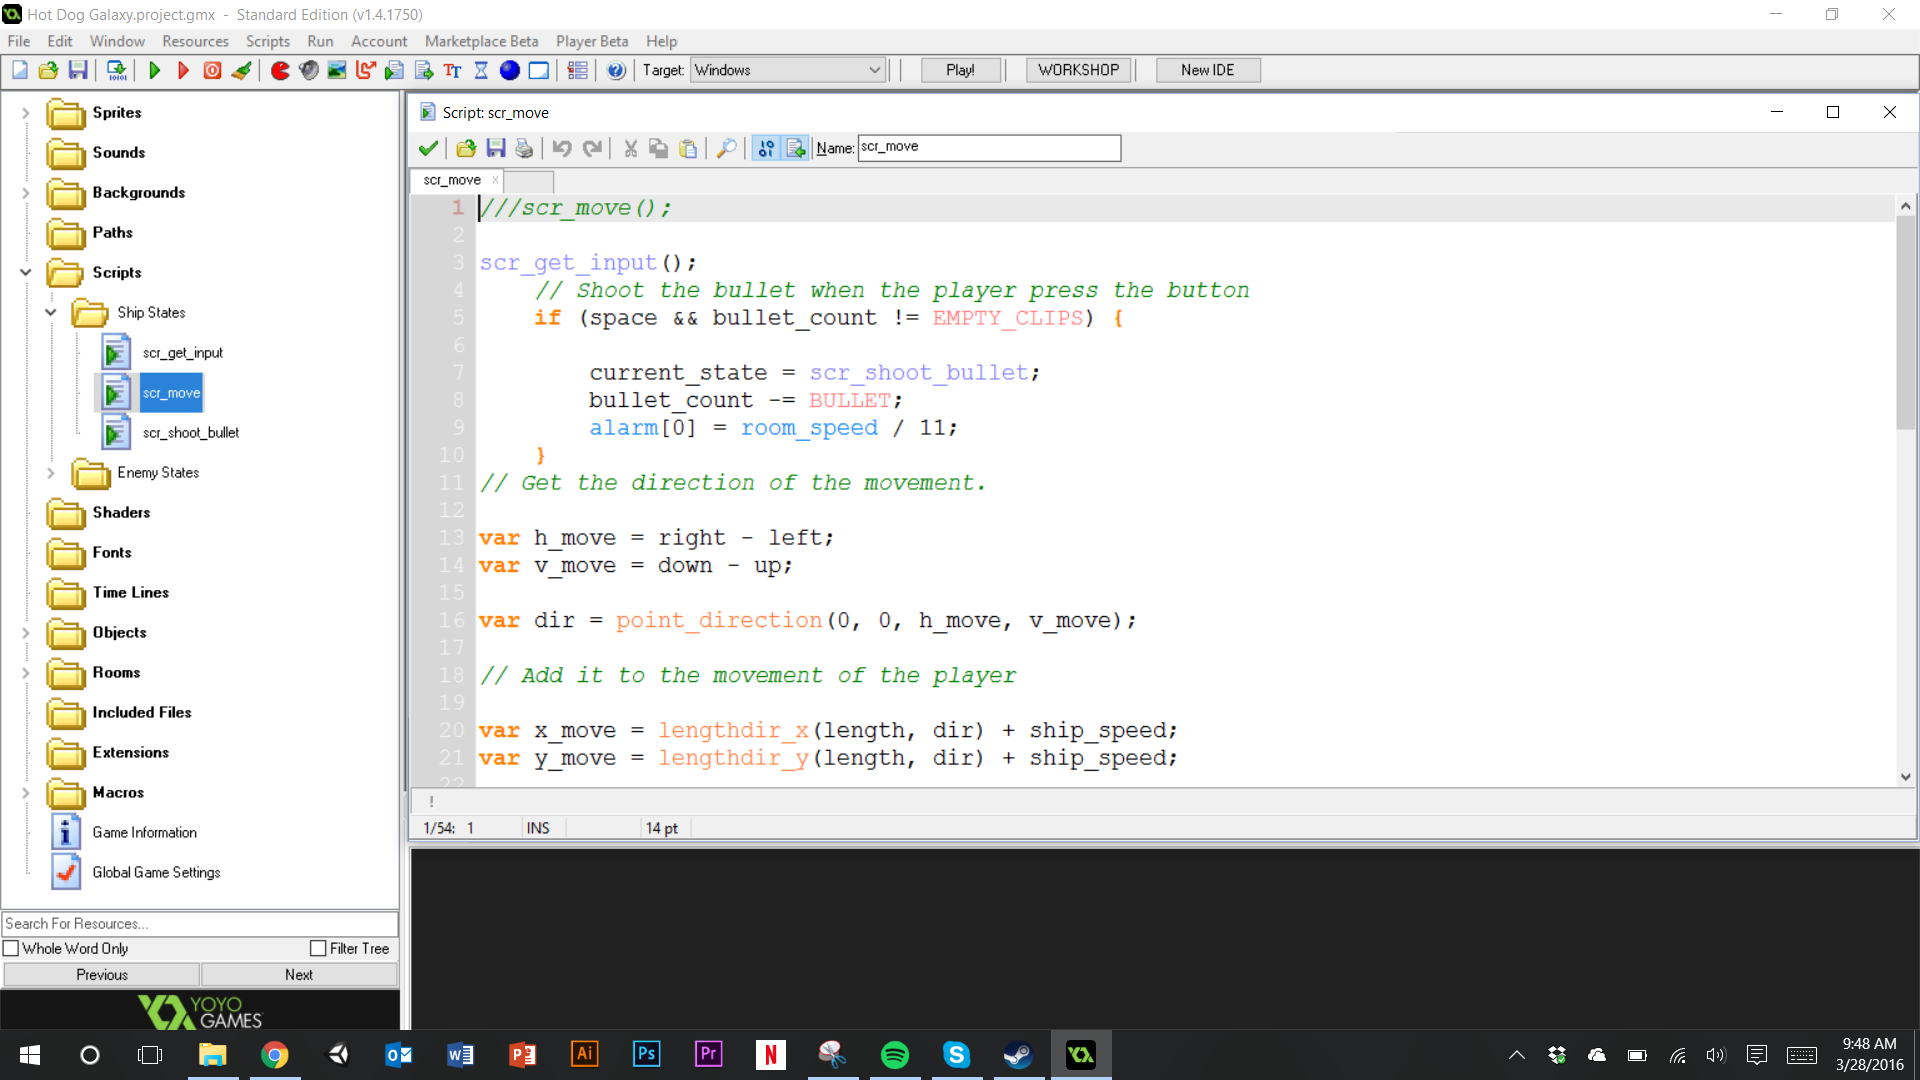 Hot Dog Galaxy.project.gmx - Standard Edition (v1.4.1750)
File Edit Window Resources Scripts Run Account Marketplace Beta Player Beta Help
Target: Windows Play! WORKSHOP New IDE
Sprites
Sounds
Backgrounds
Paths
Scripts
Ship States
scr_get_input
scr_move
scr_shoot_bullet
Enemy States
Shaders
Fonts
Time Lines
Objects
Rooms
Included Files
Extensions
Macros
Game Information
Global Game Settings
Search For Resources...
Whole Word Only Filter Tree
Previous Next
YOYO
GAMES
Script: scr_move
Name: scr_move
scr_move
1 ///scr_move();
2
3 scr_get_input();
4 // Shoot the bullet when the player press the button
5 if (space && bullet_count != EMPTY_CLIPS) {
6
7 current_state = scr_shoot_bullet;
8 bullet_count -= BULLET;
9 alarm[0] = room_speed / 11;
10 }
11 // Get the direction of the movement.
12
13 var h_move = right - left;
14 var v_move = down - up;
15
16 var dir = point_direction(0, 0, h_move, v_move);
17
18 // Add it to the movement of the player
19
20 var x_move = lengthdir_x(length, dir) + ship_speed;
21 var y_move = lengthdir_y(length, dir) + ship_speed;
22
!
1/54: 1 INS 14 pt
Ai Ps Pr N
9:48 AM
3/28/2016